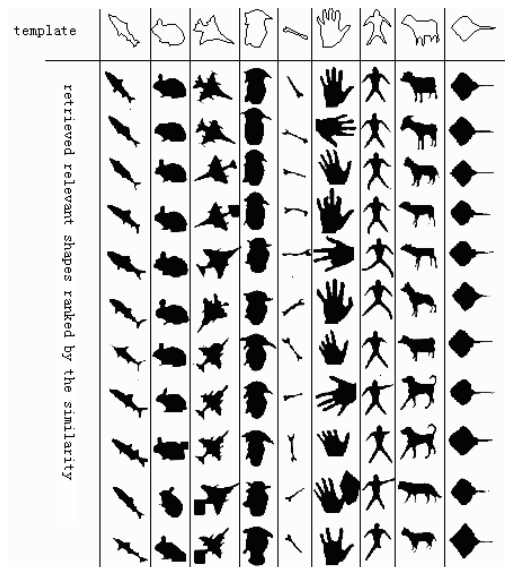 template
retrieved relevant shapes ranked by the similarity